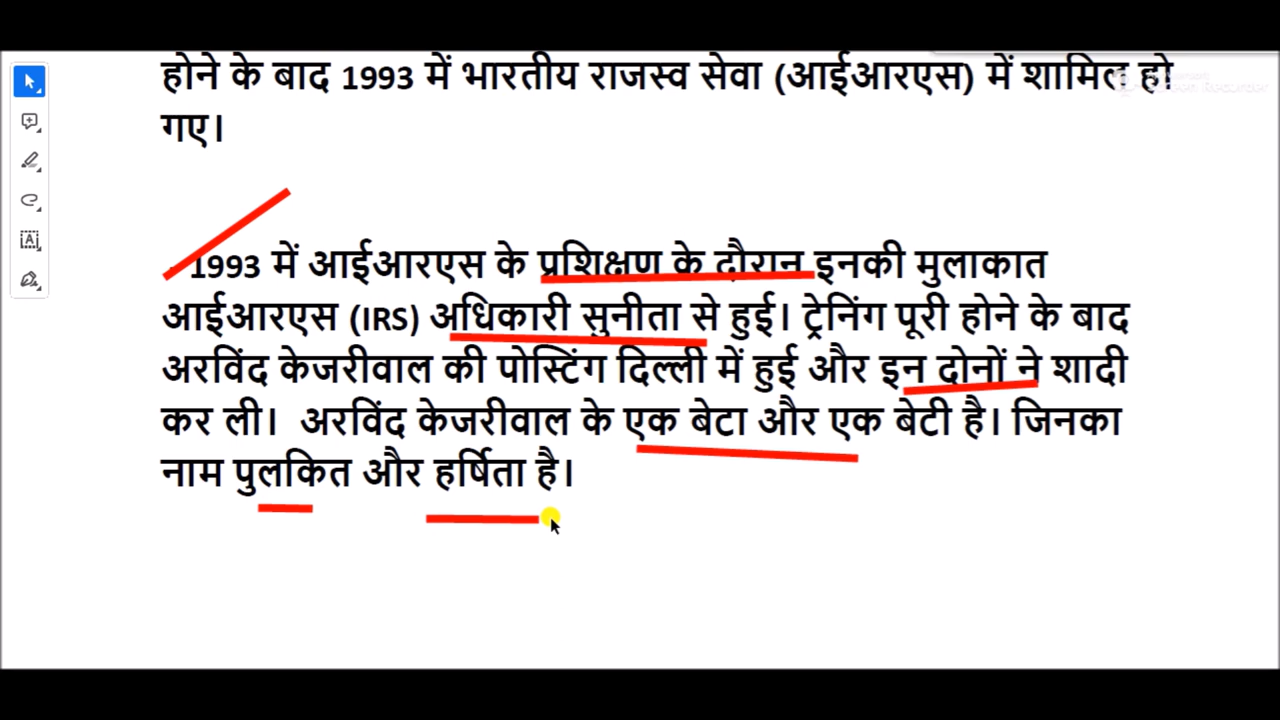 होने के बाद 1993 में भारतीय राजस्व सेवा (आईआरएस) में शामिल हो
गए।
1993 में आईआरएस के प्रशिक्षण के दौरान इनकी मुलाकात
आईआरएस (IRS) अधिकारी सुनीता से हुई। ट्रेनिंग पूरी होने के बाद
अरविंद केजरीवाल की पोस्टिंग दिल्ली में हुई और इन दोनों ने शादी
कर ली। अरविंद केजरीवाल के एक बेटा और एक बेटी है। जिनका
नाम पुलकित और हर्षिता है।